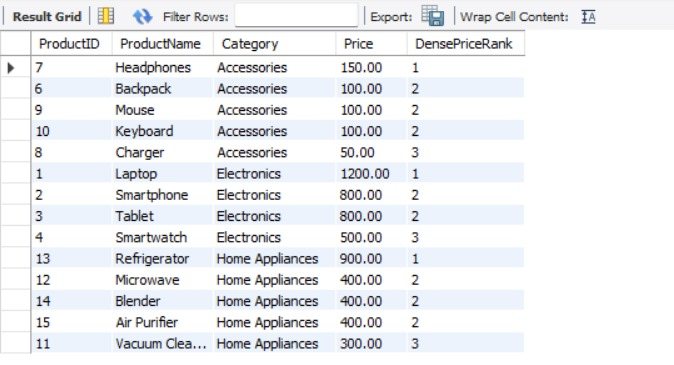 Result Grid Filter Rows: Export: Wrap Cell Content: IA
ProductID ProductName Category Price DensePriceRank
7 Headphones Accessories 150.00 1
6 Backpack Accessories 100.00 2
9 Mouse Accessories 100.00 2
10 Keyboard Accessories 100.00 2
8 Charger Accessories 50.00 3
1 Laptop Electronics 1200.00 1
2 Smartphone Electronics 800.00 2
3 Tablet Electronics 800.00 2
4 Smartwatch Electronics 500.00 3
13 Refrigerator Home Appliances 900.00 1
12 Microwave Home Appliances 400.00 2
14 Blender Home Appliances 400.00 2
15 Air Purifier Home Appliances 400.00 2
11 Vacuum Clea... Home Appliances 300.00 3